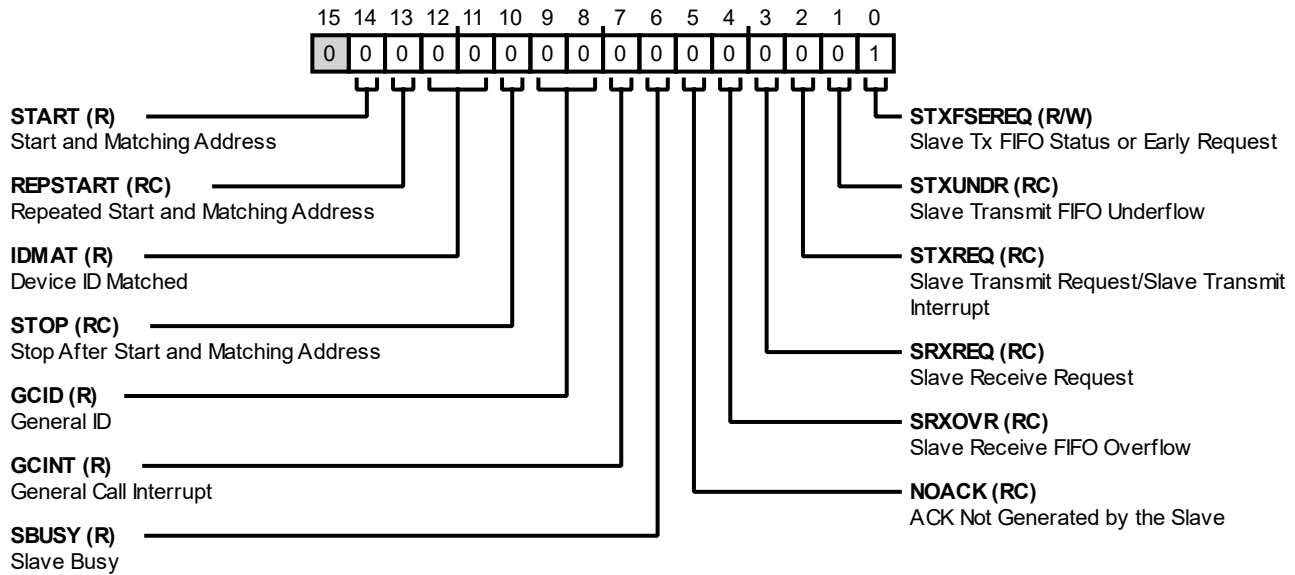 15 14 13 12 11 10 9 8 7 6 5 4 3 2 1 0
0 0 0 0 0 0 0 0 0 0 0 0 0 0 0 1
START (R)
Start and Matching Address
REPSTART (RC)
Repeated Start and Matching Address
IDMAT (R)
Device ID Matched
STOP (RC)
Stop After Start and Matching Address
GCID (R)
General ID
GCINT (R)
General Call Interrupt
SBUSY (R)
Slave Busy
STXFSEREQ (R/W)
Slave Tx FIFO Status or Early Request
STXUNDR (RC)
Slave Transmit FIFO Underflow
STXREQ (RC)
Slave Transmit Request/Slave Transmit
Interrupt
SRXREQ (RC)
Slave Receive Request
SRXOVR (RC)
Slave Receive FIFO Overflow
NOACK (RC)
ACK Not Generated by the Slave